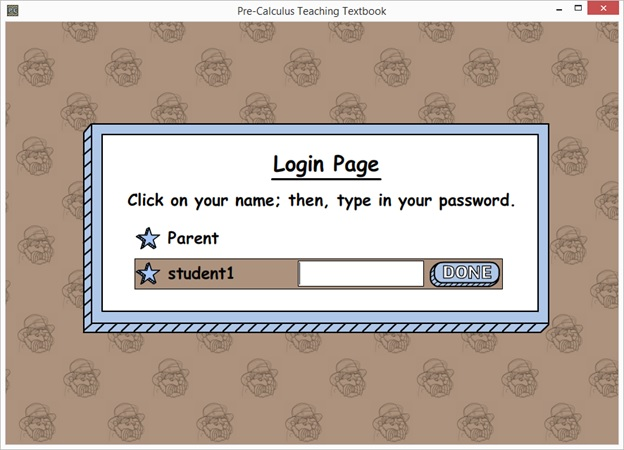 Pre-Calculus Teaching Textbook
Login Page
Click on your name; then, type in your password.
Parent
student1 DONE